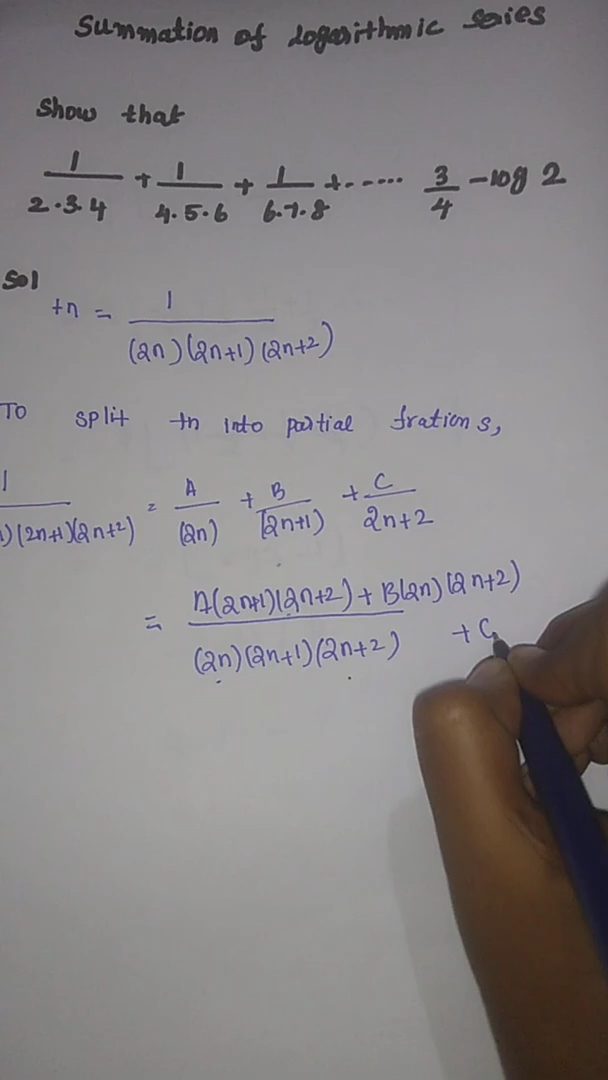 Summation of logarithmic series
Show that
1/2·3·4 + 1/4·5·6 + 1/6·7·8 + ...... 3/4 - log 2
Sol
tn = 1/(2n)(2n+1)(2n+2)
To split tn into partial frations,
1/)(2n+1)(2n+2) = A/(2n) + B/(2n+1) + C/2n+2
= A(2n+1)(2n+2) + B(2n)(2n+2)/(2n)(2n+1)(2n+2) + C